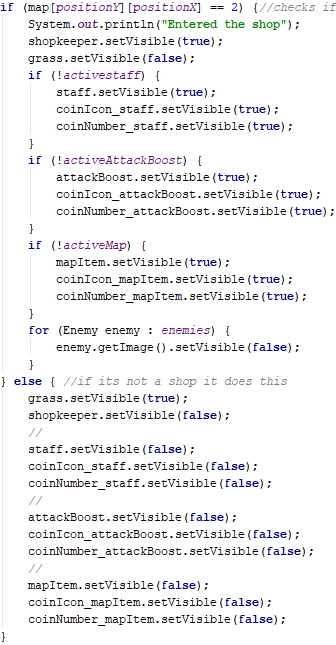 if (map[positionY][positionX] == 2) {//checks if
System.out.println("Entered the shop");
shopkeeper.setVisible(true);
grass.setVisible(false);
if (!activestaff) {
staff.setVisible(true);
coinIcon_staff.setVisible(true);
coinNumber_staff.setVisible(true);
}
if (!activeAttackBoost) {
attackBoost.setVisible(true);
coinIcon_attackBoost.setVisible(true);
coinNumber_attackBoost.setVisible(true);
}
if (!activeMap) {
mapItem.setVisible(true);
coinIcon_mapItem.setVisible(true);
coinNumber_mapItem.setVisible(true);
}
for (Enemy enemy : enemies) {
enemy.getImage().setVisible(false);
}
} else { //if its not a shop it does this
grass.setVisible(true);
shopkeeper.setVisible(false);
//
staff.setVisible(false);
coinIcon_staff.setVisible(false);
coinNumber_staff.setVisible(false);
//
attackBoost.setVisible(false);
coinIcon_attackBoost.setVisible(false);
coinNumber_attackBoost.setVisible(false);
//
mapItem.setVisible(false);
coinIcon_mapItem.setVisible(false);
coinNumber_mapItem.setVisible(false);
}